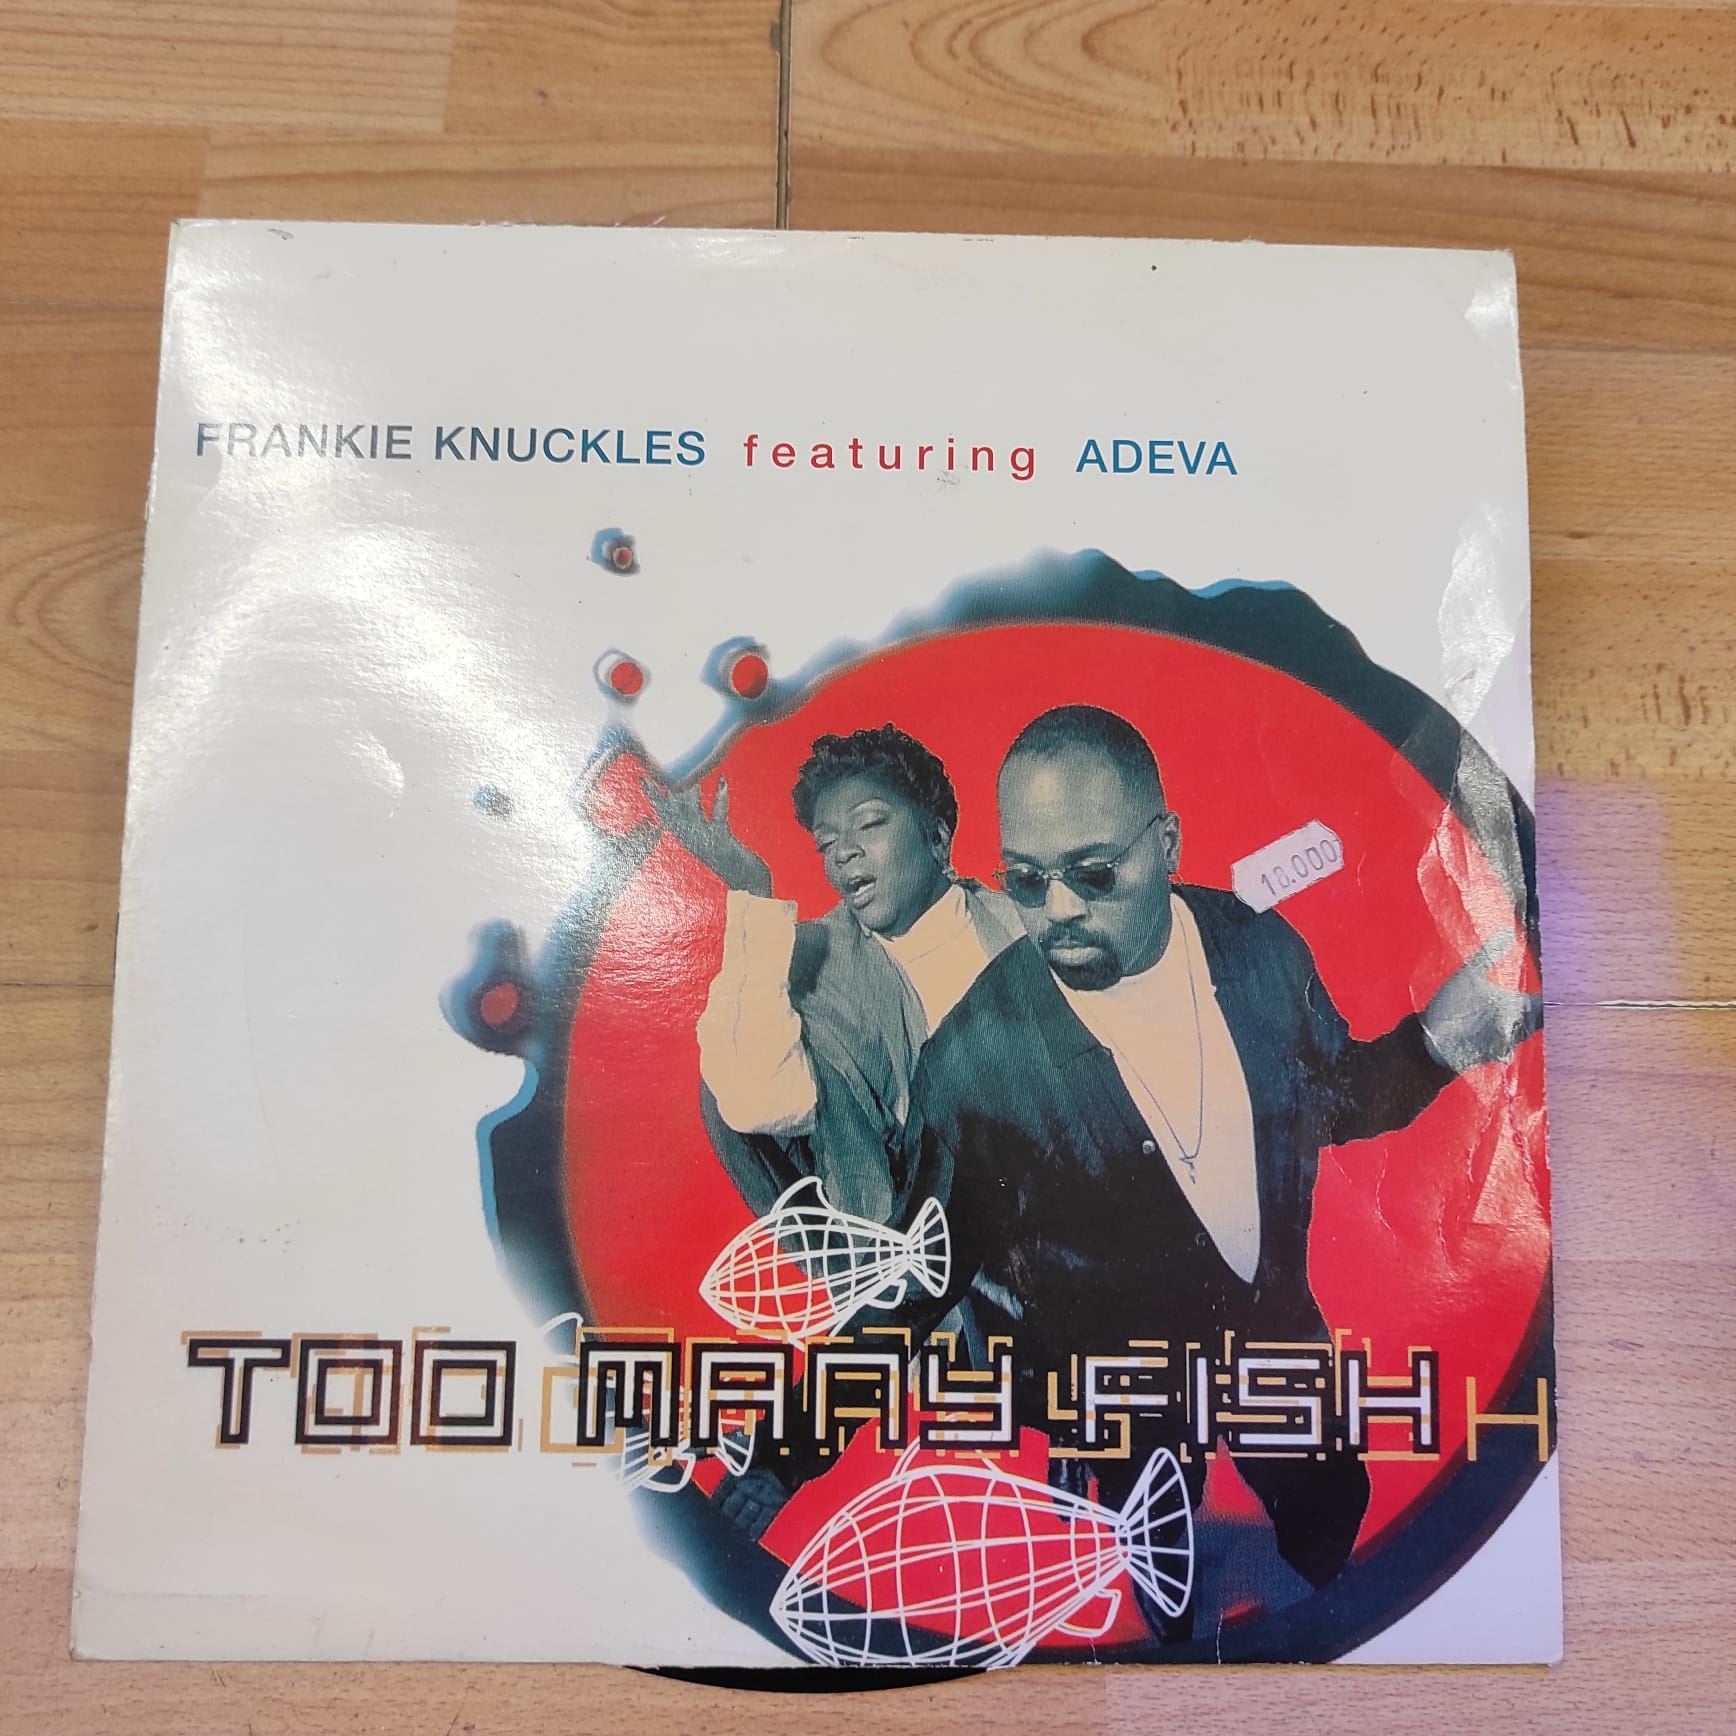 FRANKIE KNUCKLES featuring ADEVA
18.000
TOO MANY FISH H